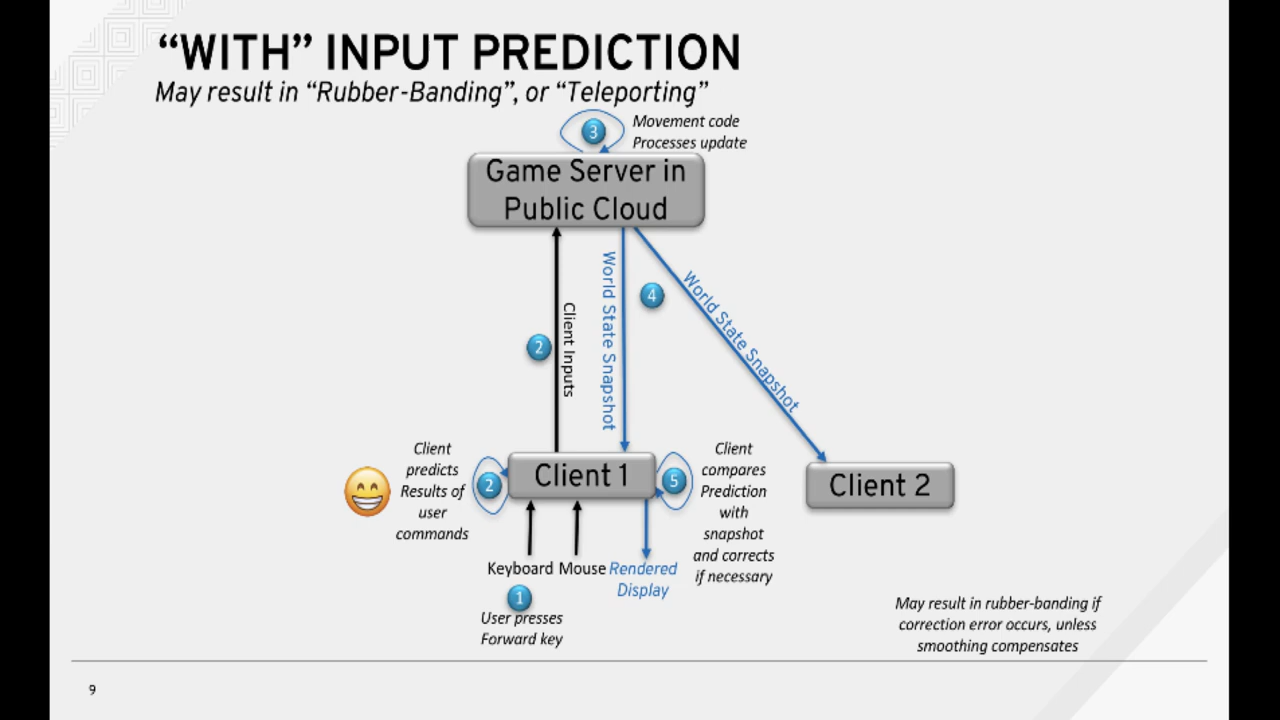 “WITH” INPUT PREDICTION
May result in “Rubber-Banding”, or “Teleporting”
3
Movement code
Processes update
Game Server in
Public Cloud
2
Client Inputs
World State Snapshot
4
World State Snapshot
Client
predicts
Results of
user
commands
2
Client 1
5
Client
compares
Prediction
with
snapshot
and corrects
if necessary
Client 2
Keyboard Mouse Rendered
Display
1
User presses
Forward key
May result in rubber-banding if
correction error occurs, unless
smoothing compensates
9